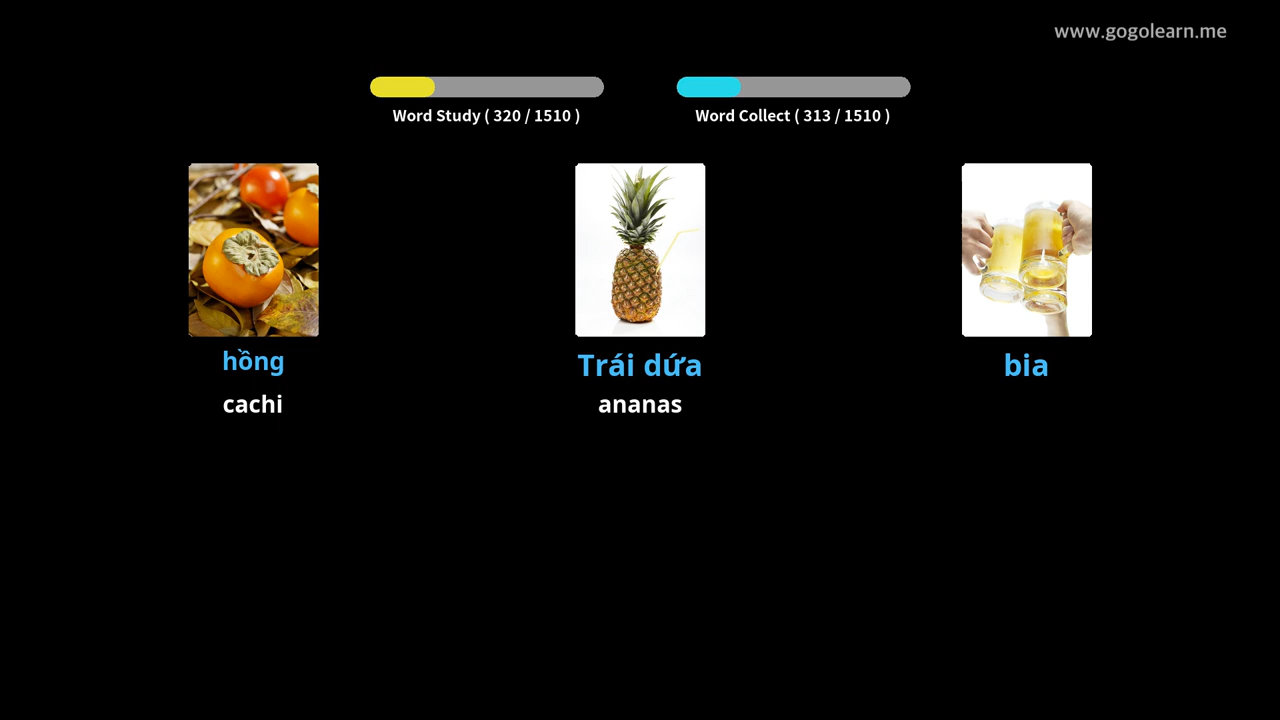 www.gogolearn.me
Word Study ( 320 / 1510 )
Word Collect ( 313 / 1510 )
hồng
cachi
Trái dứa
ananas
bia